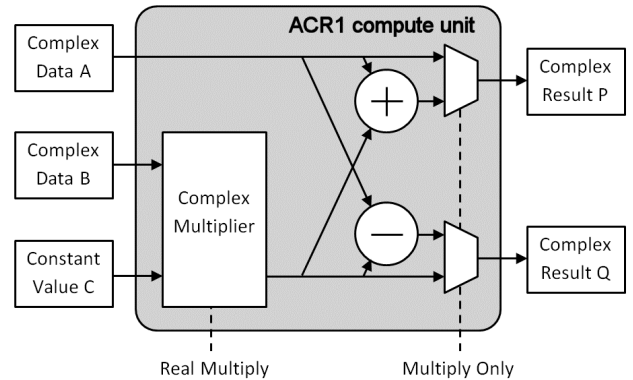 ACR1 compute unit
Complex
Data A
Complex
Result P
Complex
Data B
Complex
Multiplier
Constant
Value C
Complex
Result Q
Real Multiply
Multiply Only